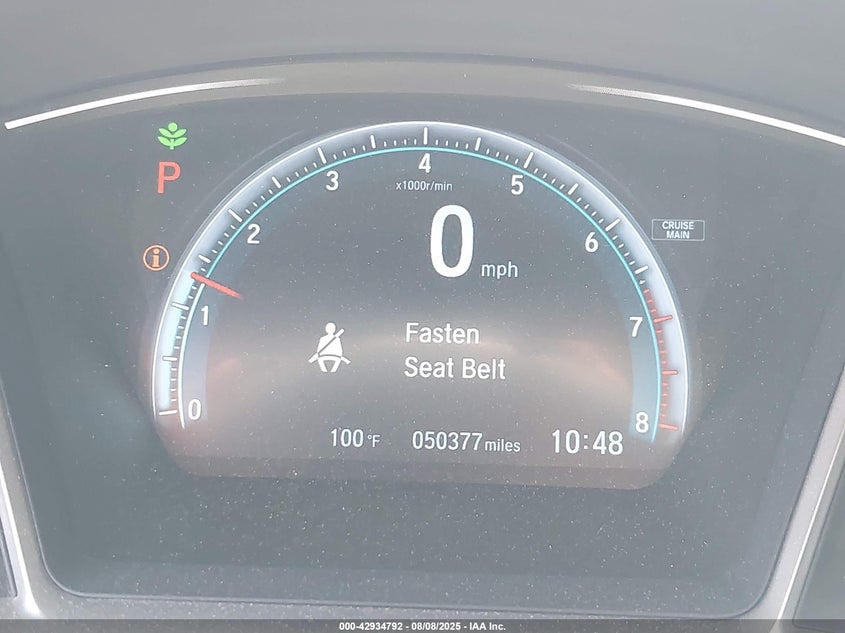 4
3
5
x1000r/min
2
6
CRUISE
MAIN
P
0 mph
1
7
Fasten
Seat Belt
0
8
100°F 050377 miles 10:48
000-42934792 - 08/08/2025 - IAA Inc.